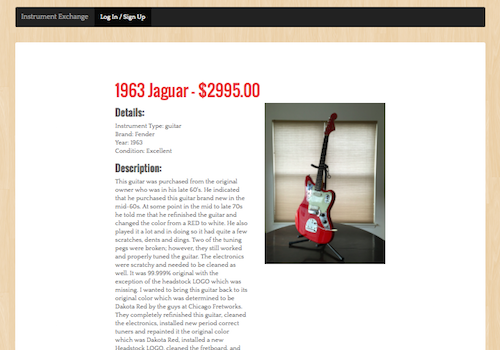 Instrument Exchange Log In / Sign Up
1963 Jaguar - $2995.00
Details:
Instrument Type: guitar
Brand: Fender
Year: 1963
Condition: Excellent
Description:
This guitar was purchased from the original
owner who was in his late 60's. He indicated
that he purchased this guitar brand new in the
mid-60s. At some point in the mid to late 70s
he told me that he refinished the guitar and
changed the color from a RED to white. He also
played it a lot and in doing so it had quite a few
scratches, dents and dings. Two of the tuning
pegs were broken; however, they still worked
and properly tuned the guitar. The electronics
were scratchy and needed to be cleaned as
well. It was 99.999% original with the
exception of the headstock LOGO which was
missing. I wanted to bring this guitar back to its
original color which was determined to be
Dakota Red by the guys at Chicago Fretworks.
They completely refinished this guitar, cleaned
the electronics, installed new period correct
tuners and repainted it the original color
which was Dakota Red, installed a new
Headstock LOGO, cleaned the fretboard, and